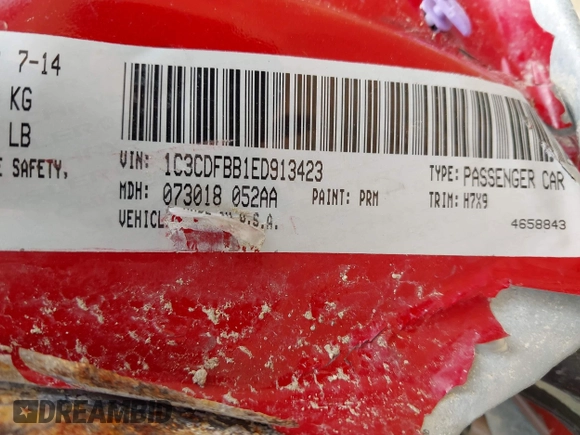 7-14
KG
LB
E SAFETY,
VIN: 1C3CDFBB1ED913423
TYPE: PASSENGER CAR
MDH: 073018 052AA
PAINT: PRM
TRIM: H7X9
VEHICL
U.S.A.
4658843
DREAMBID